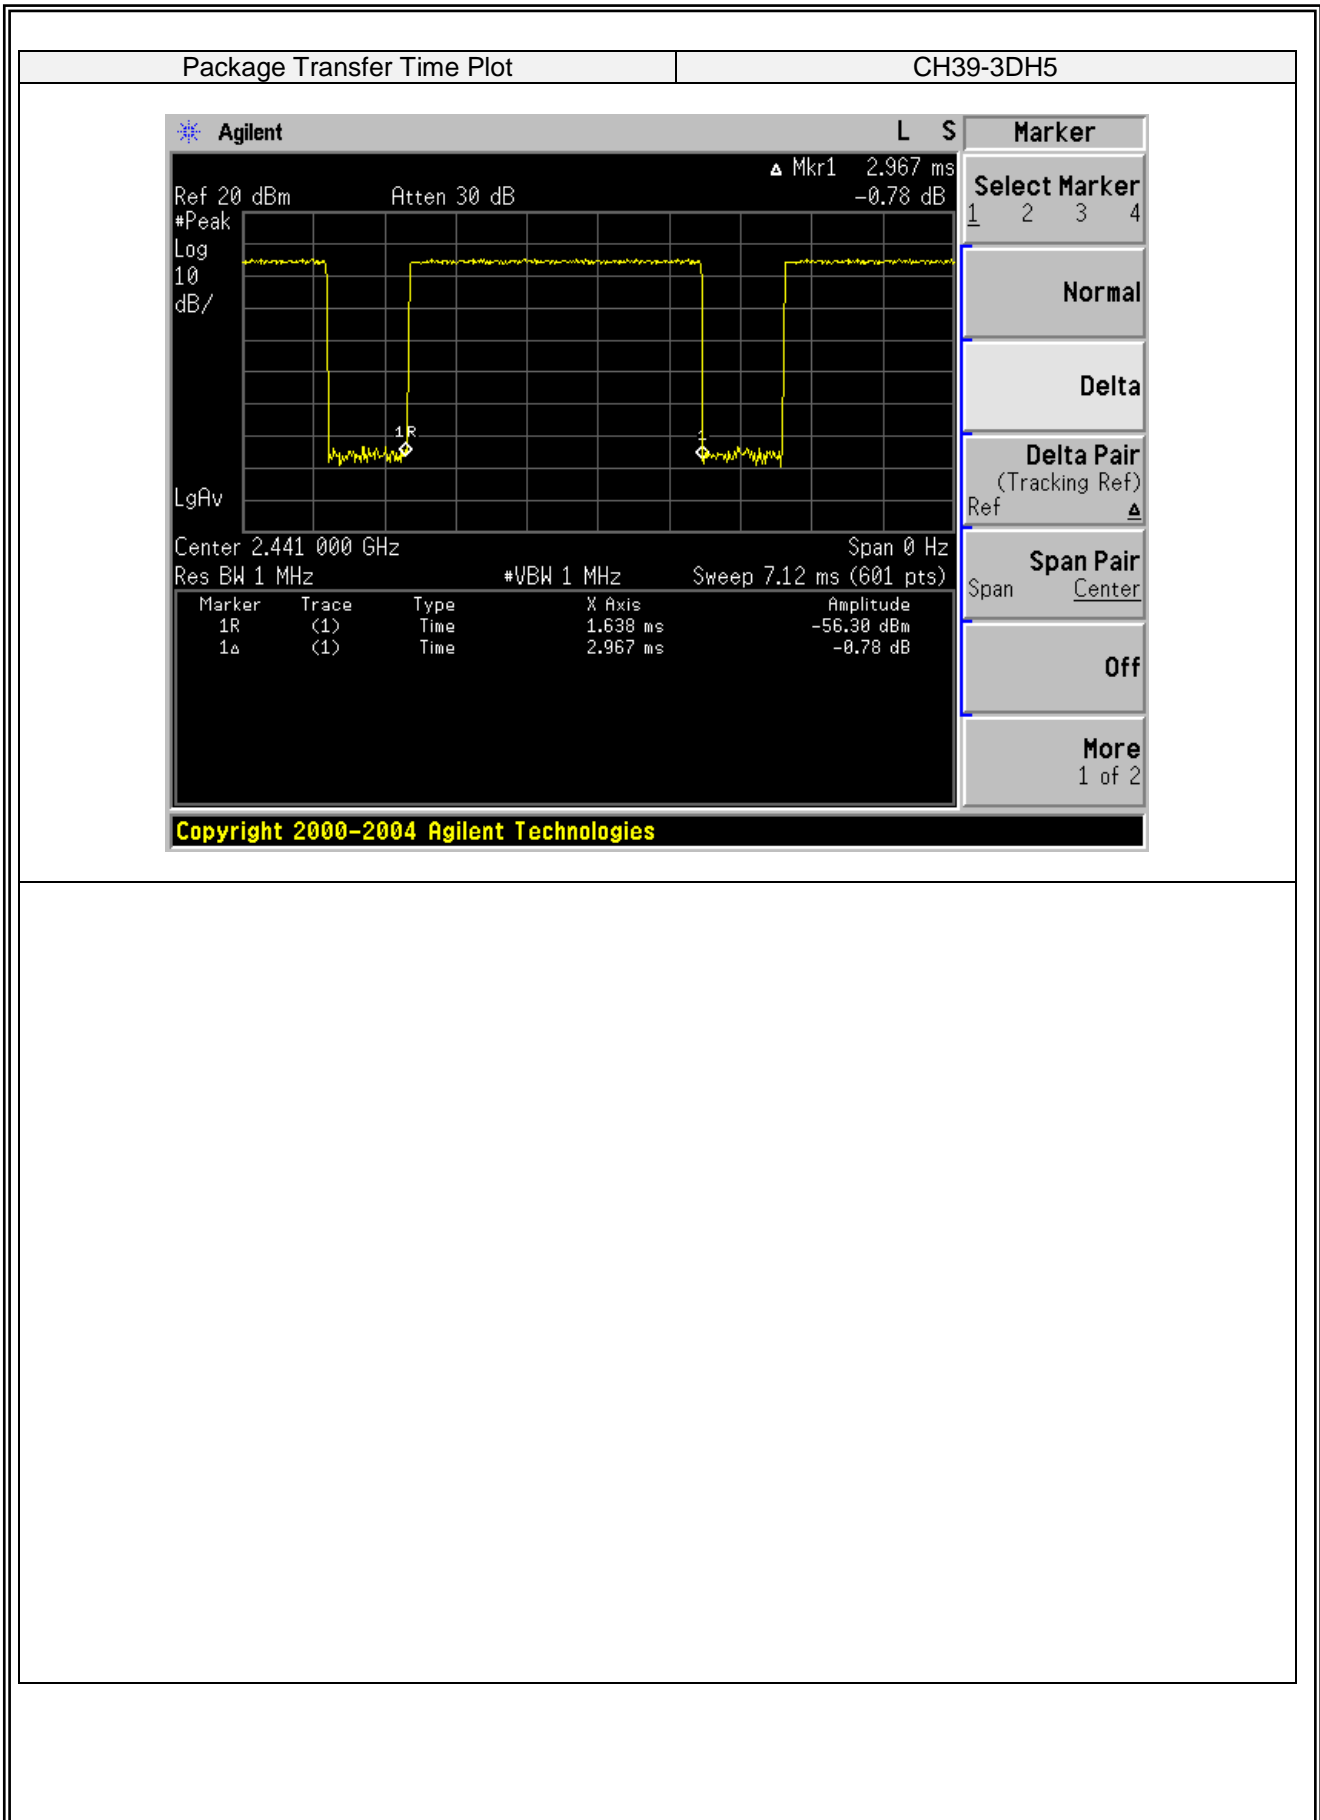 Package Transfer Time Plot CH39-3DH5
Agilent L S Marker
Δ Mkr1 2.967 ms
Ref 20 dBm Atten 30 dB -0.78 dB
#Peak
Log
10
dB/
1R
1
LgAv
Center 2.441 000 GHz Span 0 Hz
Res BW 1 MHz #VBW 1 MHz Sweep 7.12 ms (601 pts)
Marker Trace Type X Axis Amplitude
1R (1) Time 1.638 ms -56.30 dBm
1Δ (1) Time 2.967 ms -0.78 dB
Select Marker
1 2 3 4
Normal
Delta
Delta Pair
(Tracking Ref)
Ref Δ
Span Pair
Span Center
Off
More
1 of 2
Copyright 2000-2004 Agilent Technologies